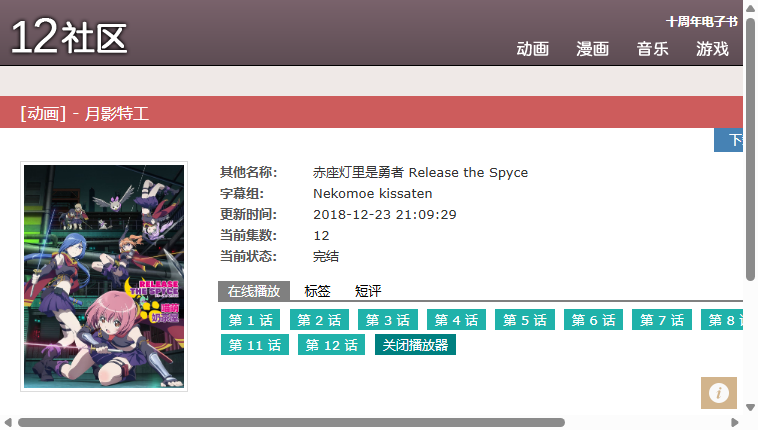 12社区
十周年电子书
动画 漫画 音乐 游戏
[动画] - 月影特工
其他名称: 赤座灯里是勇者 Release the Spyce
字幕组: Nekomoe kissaten
更新时间: 2018-12-23 21:09:29
当前集数: 12
当前状态: 完结
RELEASE
THE SPYCE
在线播放 标签 短评
第 1 话 第 2 话 第 3 话 第 4 话 第 5 话 第 6 话 第 7 话 第 8
第 11 话 第 12 话 关闭播放器
i